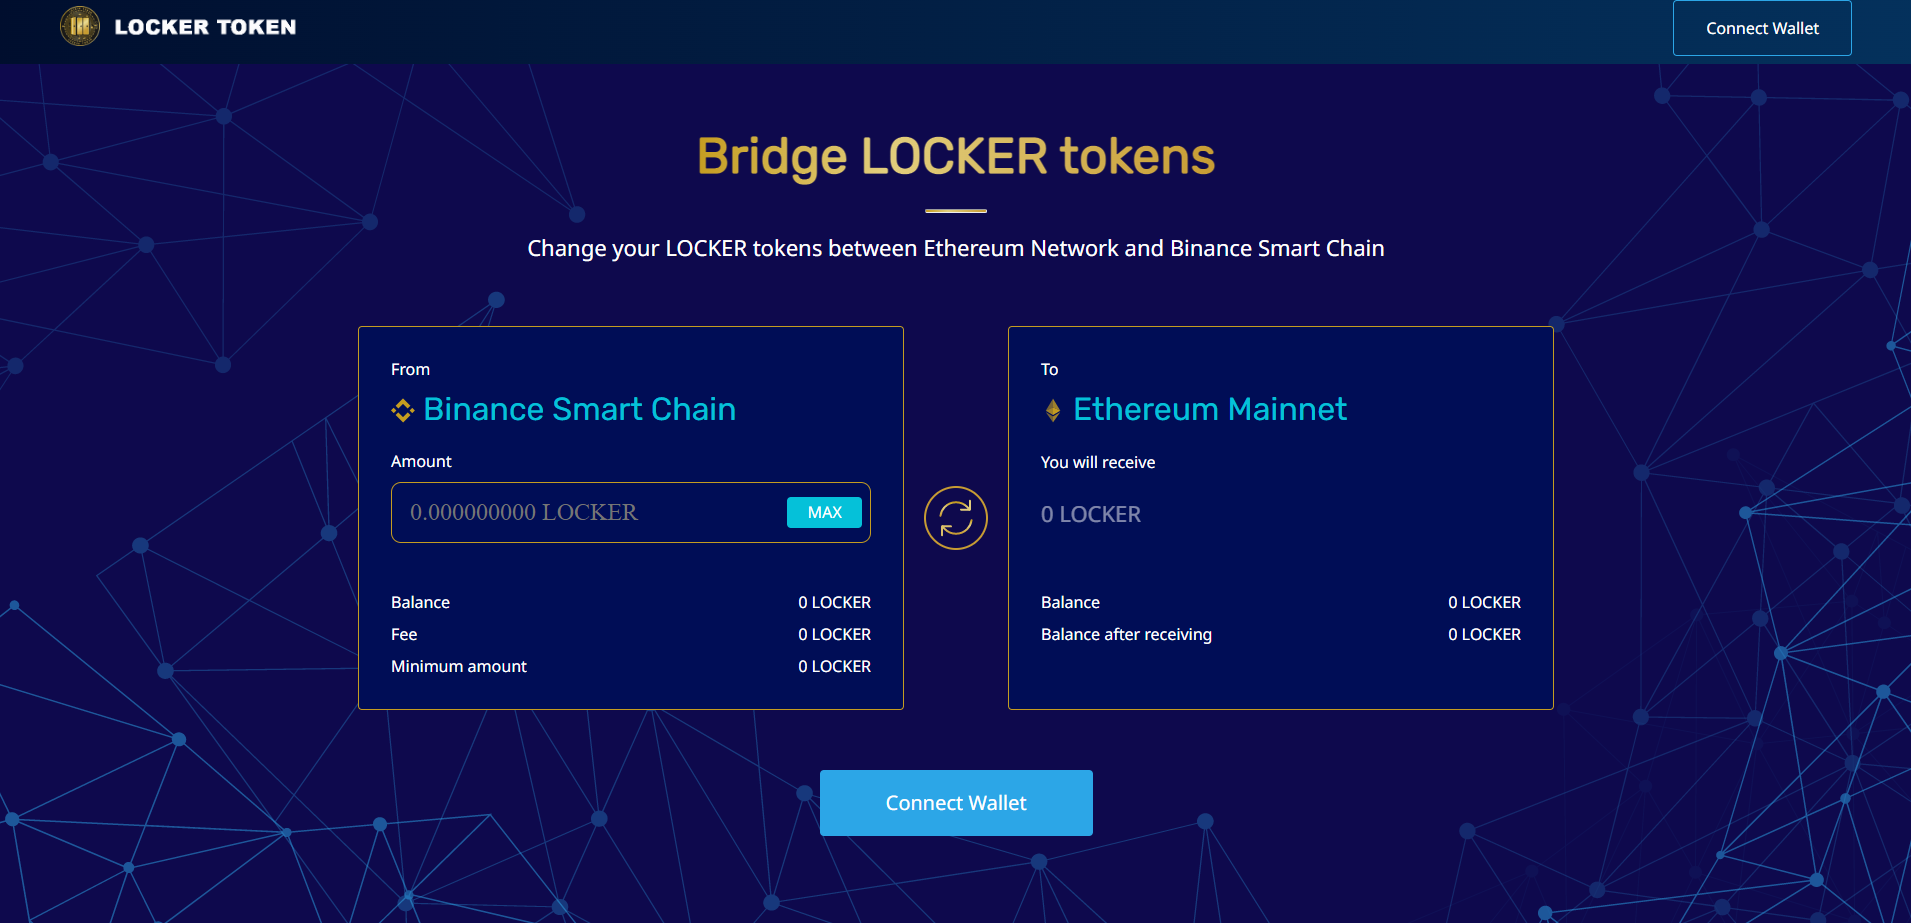 LOCKER TOKEN
Connect Wallet
Bridge LOCKER tokens
Change your LOCKER tokens between Ethereum Network and Binance Smart Chain
From
Binance Smart Chain
Amount
0.000000000 LOCKER
MAX
Balance
0 LOCKER
Fee
0 LOCKER
Minimum amount
0 LOCKER
To
Ethereum Mainnet
You will receive
0 LOCKER
Balance
0 LOCKER
Balance after receiving
0 LOCKER
Connect Wallet